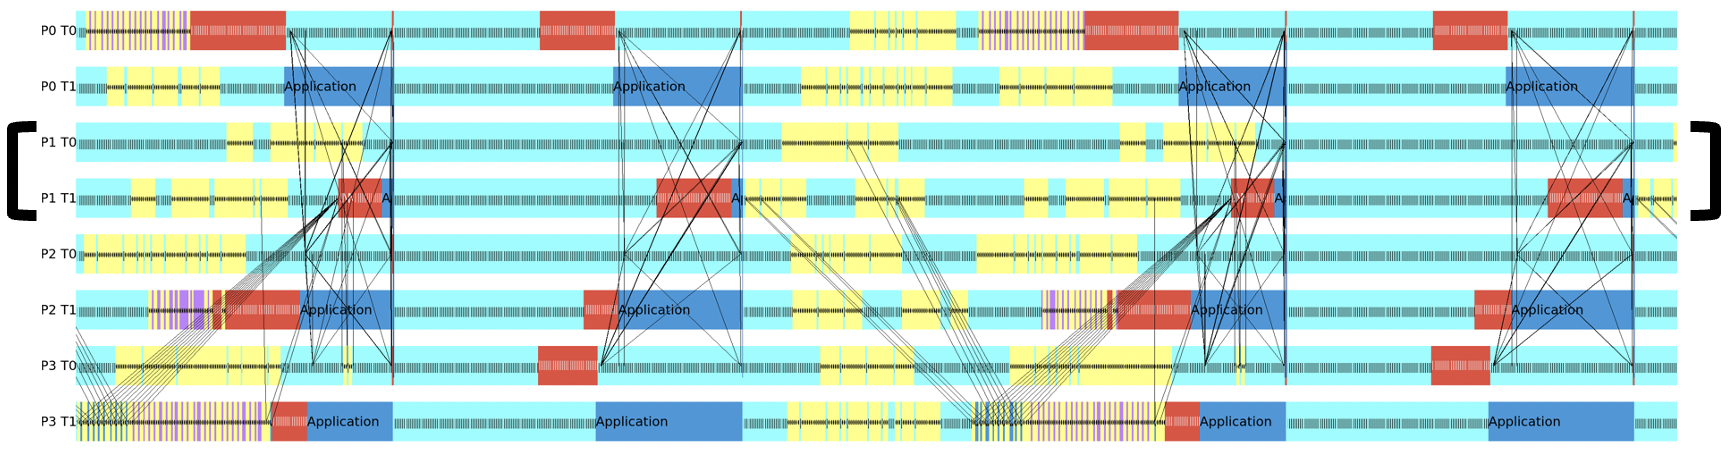 P0 T0
P0 T1 Application Application Application Application
P1 T0
P1 T1 A A A A
P2 T0
P2 T1 Application Application Application Application
P3 T0
P3 T1 Application Application Application Application